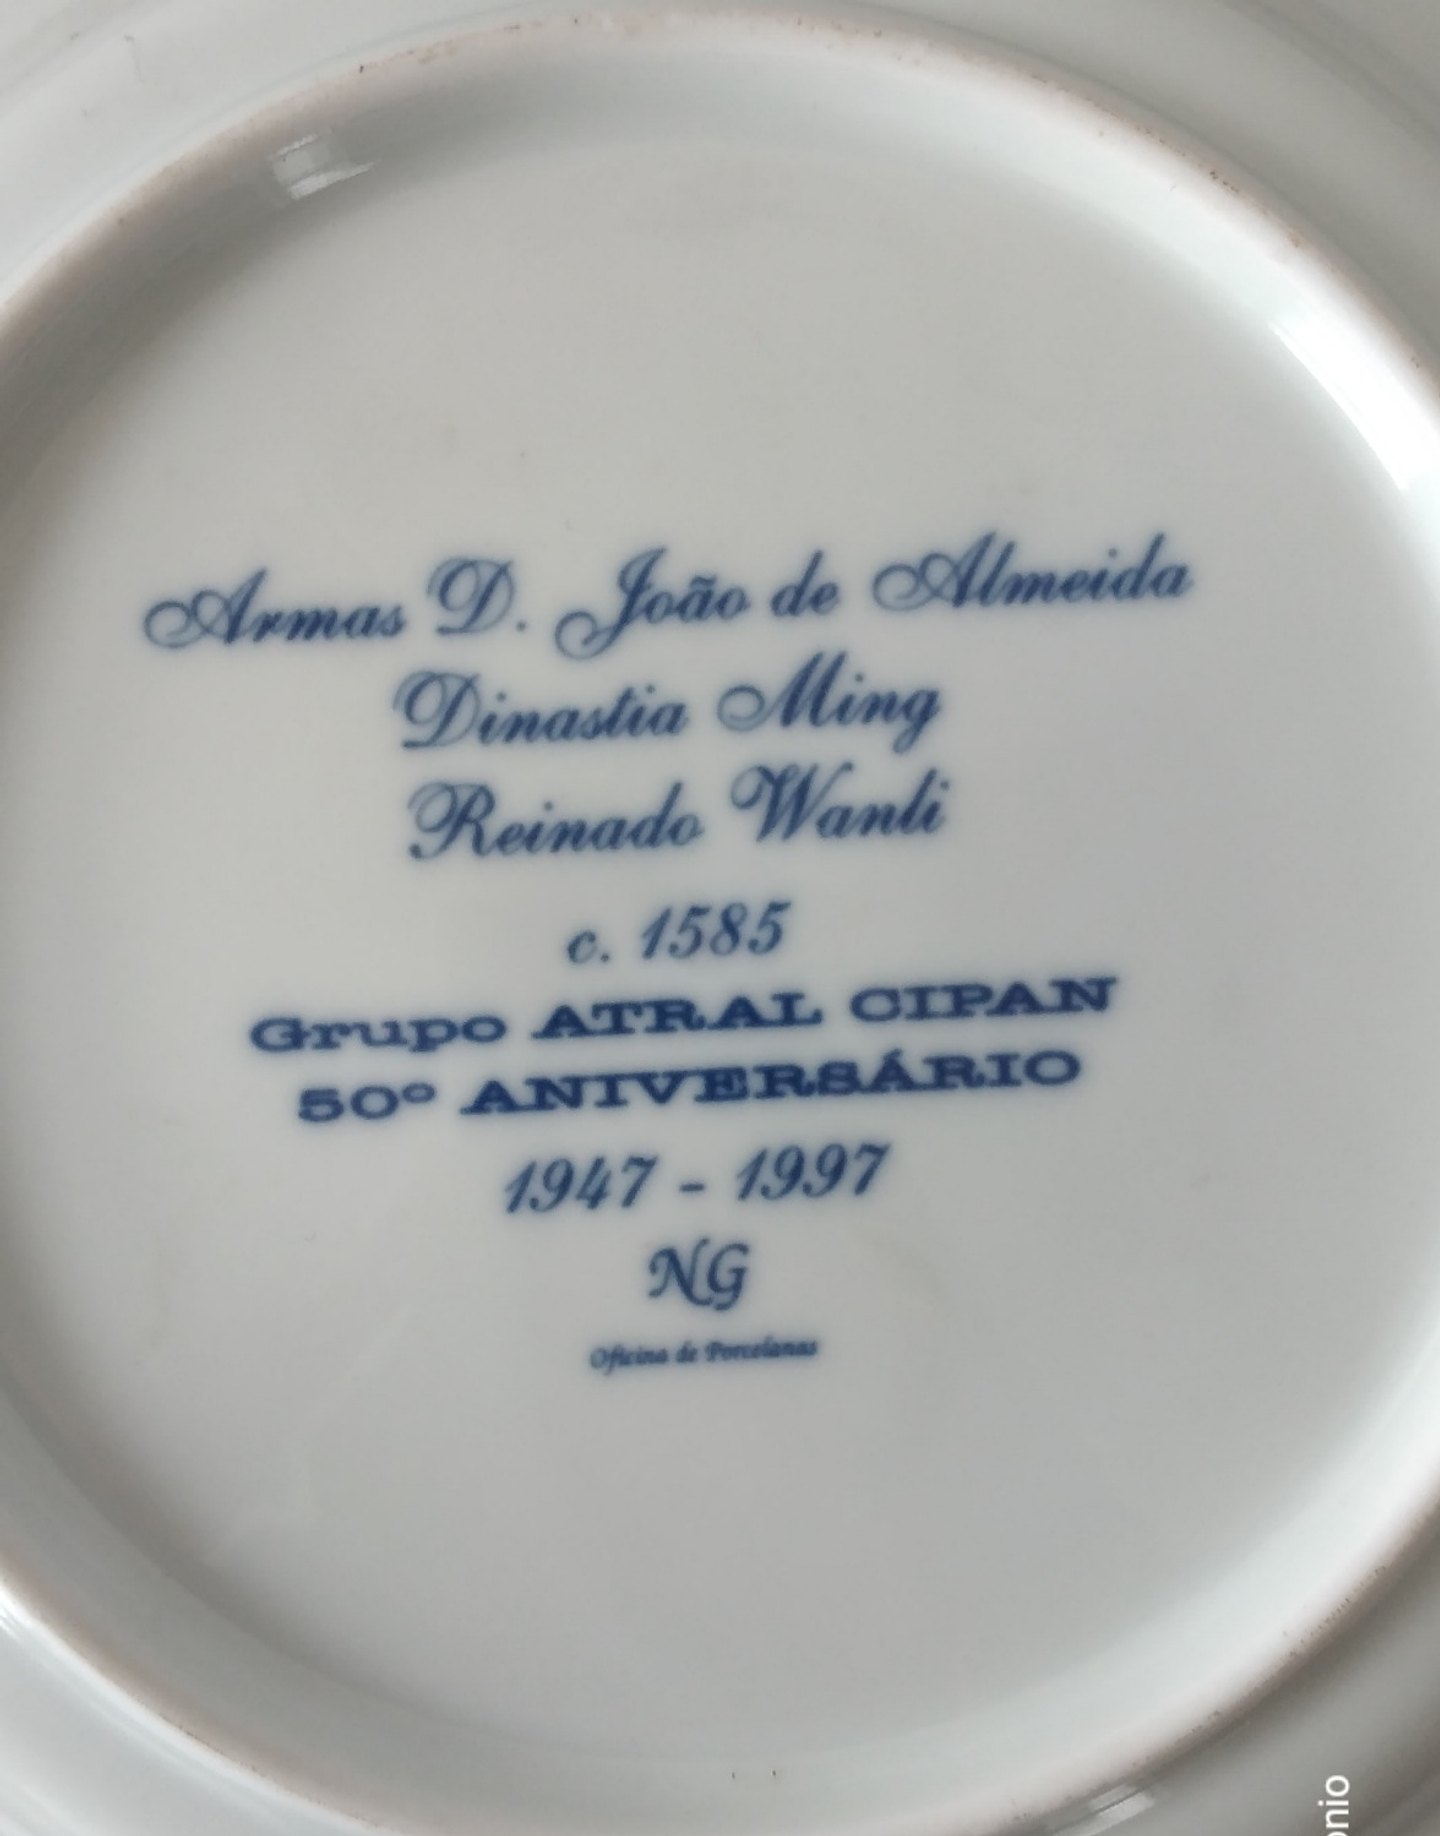 Armas D. João de Almeida
Dinastia Ming
Reinado Wanli
c. 1585
Grupo ATRAL CIPAN
50º ANIVERSÁRIO
1947 - 1997
NG
Oficina de Porcelanas